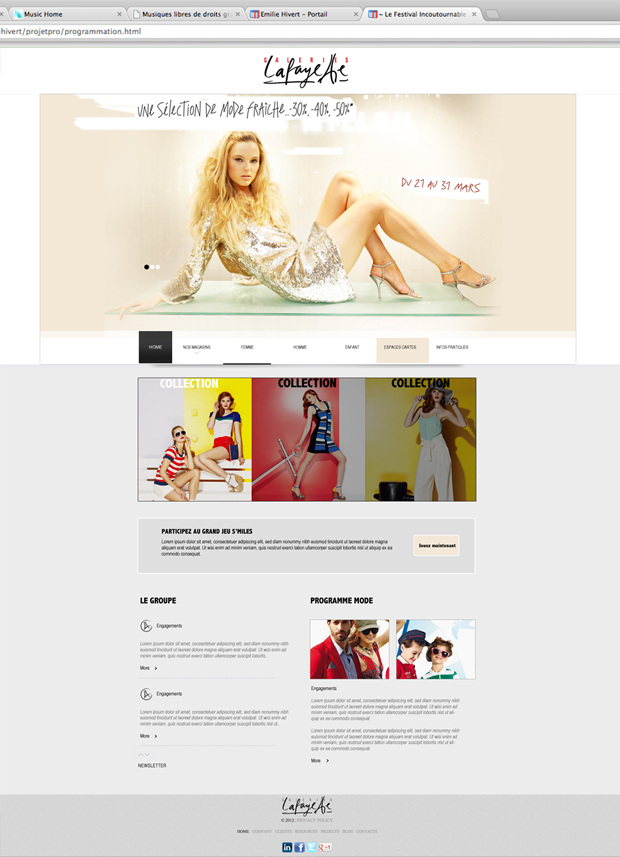 Music Home
Musiques libres de droits gr
Emilie Hivert – Portail
~ Le Festival Incoutournable
hivert/projetpro/programmation.html
GALERIES
Lafayette
UNE SÉLECTION DE MODE FRAÎCHE...-30%, -40%, -50%*
DU 21 AU 31 MARS
HOME
NOS MAGASINS
FEMME
HOMME
ENFANT
ESPACES CARTES
INFOS PRATIQUES
COLLECTION
COLLECTION
COLLECTION
PARTICIPEZ AU GRAND JEU S'MILES
Lorem ipsum dolor sit amet, consectetuer adipiscing elit, sed diam nonummy nibh euismod tincidunt ut laoreet dolore magna aliquam
erat volutpat. Ut wisi enim ad minim veniam, quis nostrud exerci tation ullamcorper suscipit lobortis nisl ut aliquip ex ea
commodo consequat.
Jouez maintenant
LE GROUPE
Engagements
Lorem ipsum dolor sit amet, consectetuer adipiscing elit, sed diam nonummy
nibh euismod tincidunt ut laoreet dolore magna aliquam erat volutpat. Ut wisi enim ad
minim veniam, quis nostrud exerci tation ullamcorper suscipit lobortis.
More >
Engagements
Lorem ipsum dolor sit amet, consectetuer adipiscing elit, sed diam nonummy
nibh euismod tincidunt ut laoreet dolore magna aliquam erat volutpat. Ut wisi enim ad
minim veniam, quis nostrud exerci tation ullamcorper suscipit nisl ut.
More >
NEWSLETTER
PROGRAMME MODE
Engagements
Lorem ipsum dolor sit amet, consectetuer adipiscing elit, sed diam nonummy nibh
euismod tincidunt ut laoreet dolore magna aliquam erat volutpat. Ut wisi enim ad
minim veniam, quis nostrud exerci tation ullamcorper suscipit lobortis nisl ut ali-
quip ex ea commodo consequat.
Lorem ipsum dolor sit amet, consectetuer adipiscing elit, sed diam nonummy nibh
euismod tincidunt ut laoreet dolore magna aliquam erat volutpat. Ut wisi enim ad
minim veniam, quis nostrud exerci tation ullamcorper suscipit lobortis nisl ut ali-
quip ex ea commodo consequat.
More >
Lafayette
© 2012 | PRIVACY POLICY
HOME COMPANY CLIENTS RESOURCES PROJECTS BLOG CONTACTS